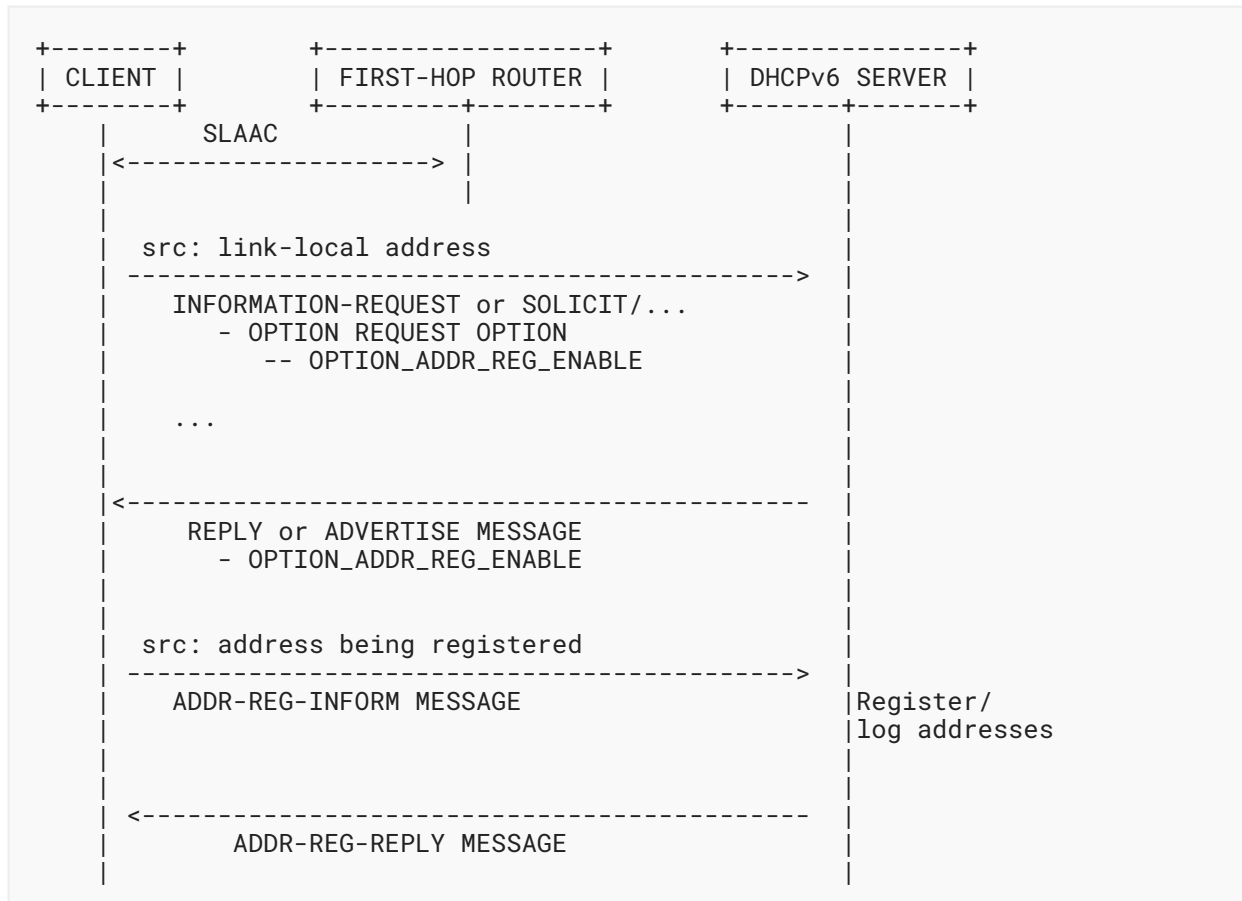 +--------+        +------------------+       +---------------+
| CLIENT |        | FIRST-HOP ROUTER |       | DHCPv6 SERVER |
+--------+        +---------+--------+       +-------+-------+
    |      SLAAC            |                        |
    |<--------------------> |                        |
    |                       |                        |
    |                                                |
    |  src: link-local address                       |
    | -------------------------------------------->  |
    |    INFORMATION-REQUEST or SOLICIT/...          |
    |       - OPTION REQUEST OPTION                  |
    |          -- OPTION_ADDR_REG_ENABLE             |
    |                                                |
    |    ...                                         |
    |                                                |
    |                                                |
    |<---------------------------------------------  |
    |     REPLY or ADVERTISE MESSAGE                 |
    |       - OPTION_ADDR_REG_ENABLE                 |
    |                                                |
    |                                                |
    |  src: address being registered                 |
    | -------------------------------------------->  |
    |    ADDR-REG-INFORM MESSAGE                     |Register/
    |                                                |log addresses
    |                                                |
    |                                                |
    | <--------------------------------------------  |
    |        ADDR-REG-REPLY MESSAGE                  |
    |                                                |